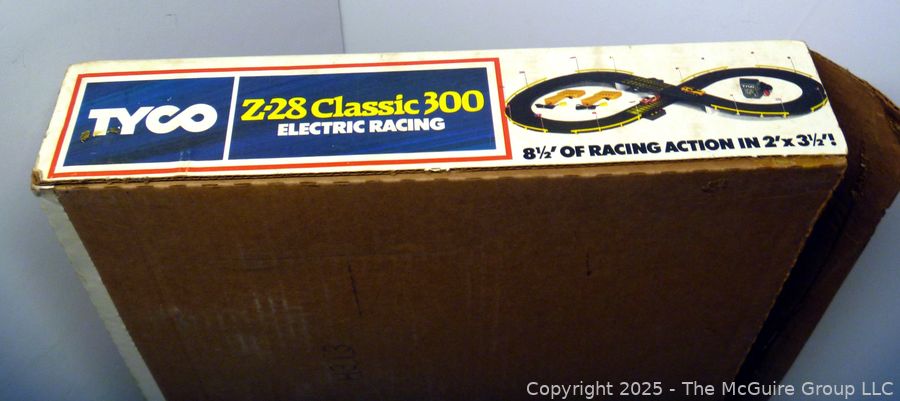 TYCO
Z-28 Classic 300
ELECTRIC RACING
8½' OF RACING ACTION IN 2' x 3½'!
Copyright 2025 - The McGuire Group LLC